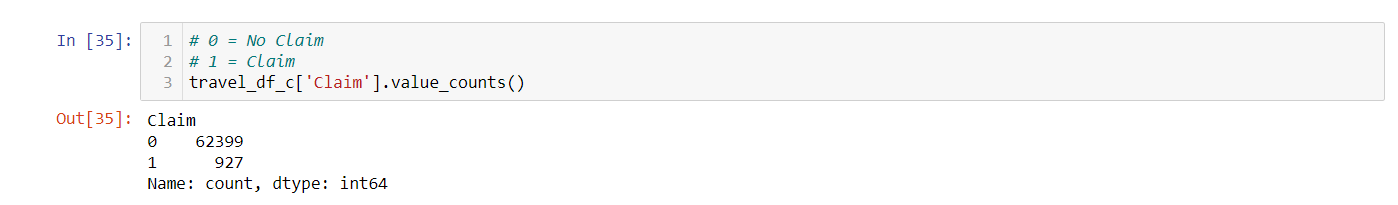 In [35]:
1 # 0 = No Claim
2 # 1 = Claim
3 travel_df_c['Claim'].value_counts()
Out[35]:
Claim
0    62399
1      927
Name: count, dtype: int64